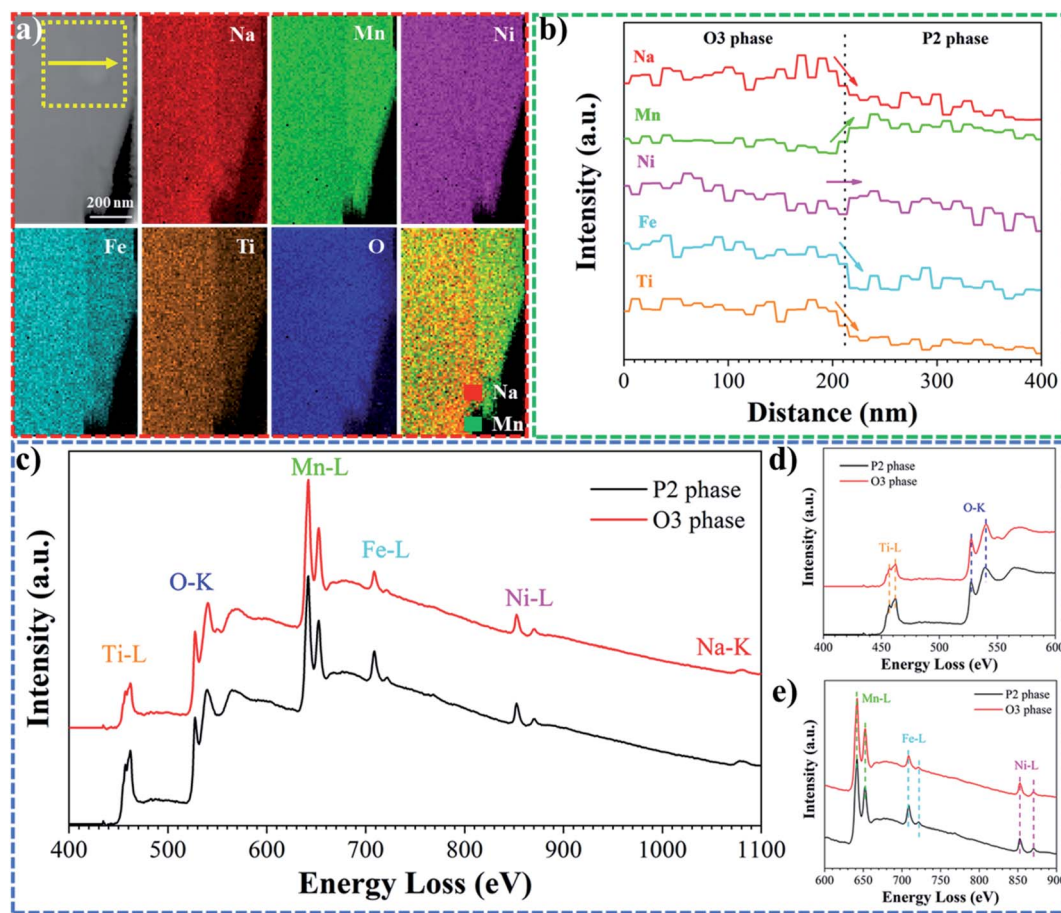 a)
Na
Mn
Ni
200 nm
Fe
Ti
O
Na
Mn
b)
O3 phase
P2 phase
Na
Mn
Ni
Fe
Ti
Intensity (a.u.)
0 100 200 300 400
Distance (nm)
c)
Mn-L
P2 phase
O3 phase
Fe-L
O-K
Ni-L
Ti-L
Na-K
Intensity (a.u.)
400 500 600 700 800 900 1000 1100
Energy Loss (eV)
d)
P2 phase
O3 phase
O-K
Ti-L
Intensity (a.u.)
400 450 500 550 600
Energy Loss (eV)
e)
P2 phase
O3 phase
Mn-L
Fe-L
Ni-L
Intensity (a.u.)
600 650 700 750 800 850 900
Energy Loss (eV)